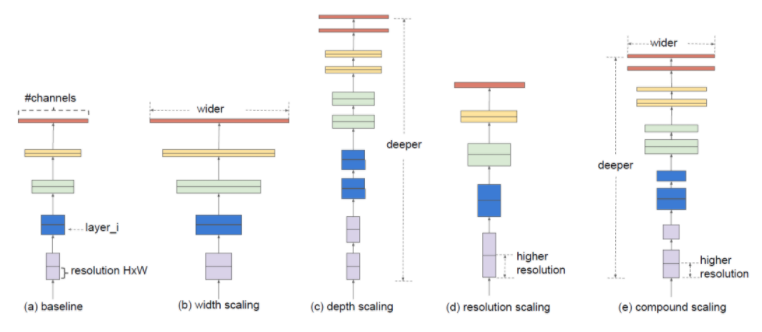 #channels
layer_i
resolution HxW
(a) baseline
wider
(b) width scaling
deeper
(c) depth scaling
higher
resolution
(d) resolution scaling
wider
deeper
higher
resolution
(e) compound scaling